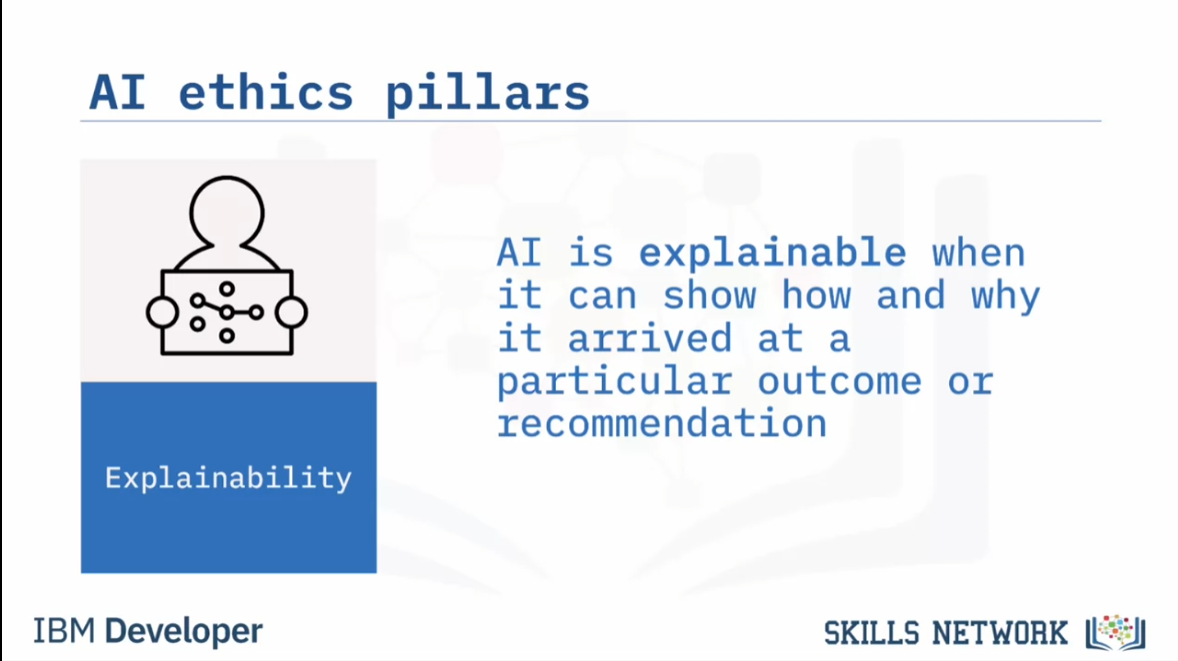 AI ethics pillars
AI is explainable when
it can show how and why
it arrived at a
particular outcome or
recommendation
Explainability
IBM Developer
SKILLS NETWORK